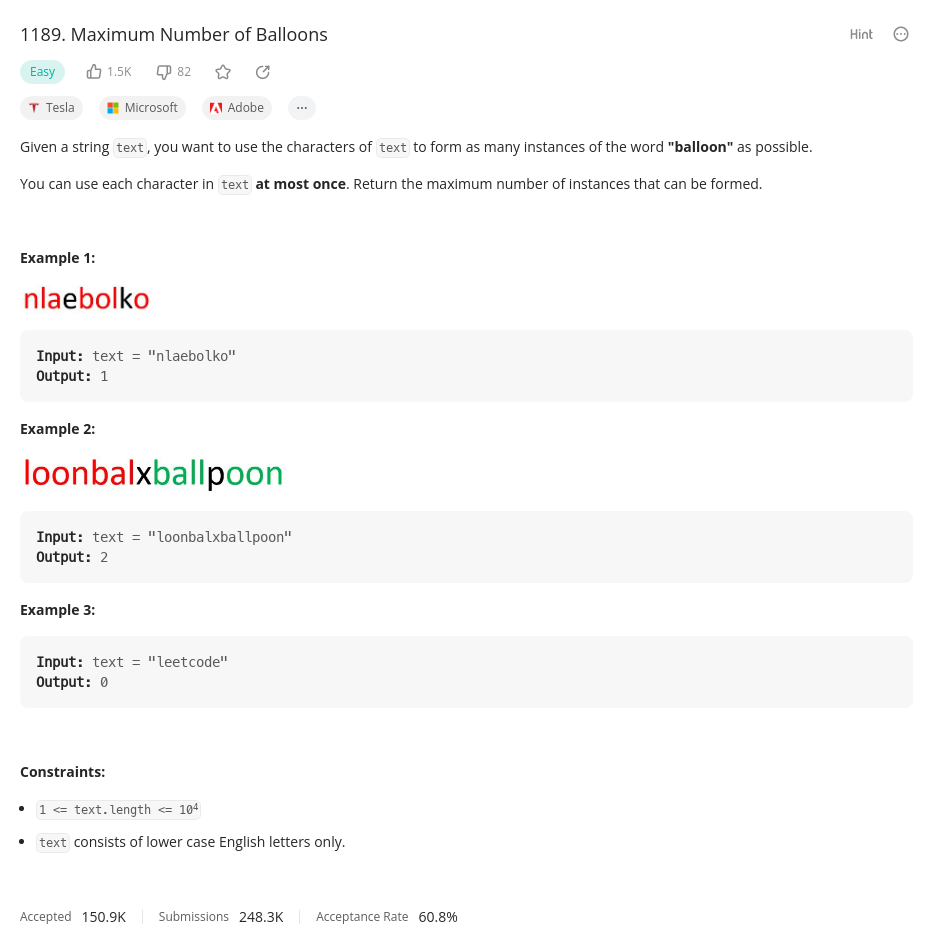 1189. Maximum Number of Balloons
Hint
Easy 1.5K 82
Tesla Microsoft Adobe ...
Given a string text, you want to use the characters of text to form as many instances of the word "balloon" as possible.
You can use each character in text at most once. Return the maximum number of instances that can be formed.
Example 1:
nlaebolko
Input: text = "nlaebolko"
Output: 1
Example 2:
loonbalxballpoon
Input: text = "loonbalxballpoon"
Output: 2
Example 3:
Input: text = "leetcode"
Output: 0
Constraints:
• 1 <= text.length <= 10⁴
• text consists of lower case English letters only.
Accepted 150.9K Submissions 248.3K Acceptance Rate 60.8%